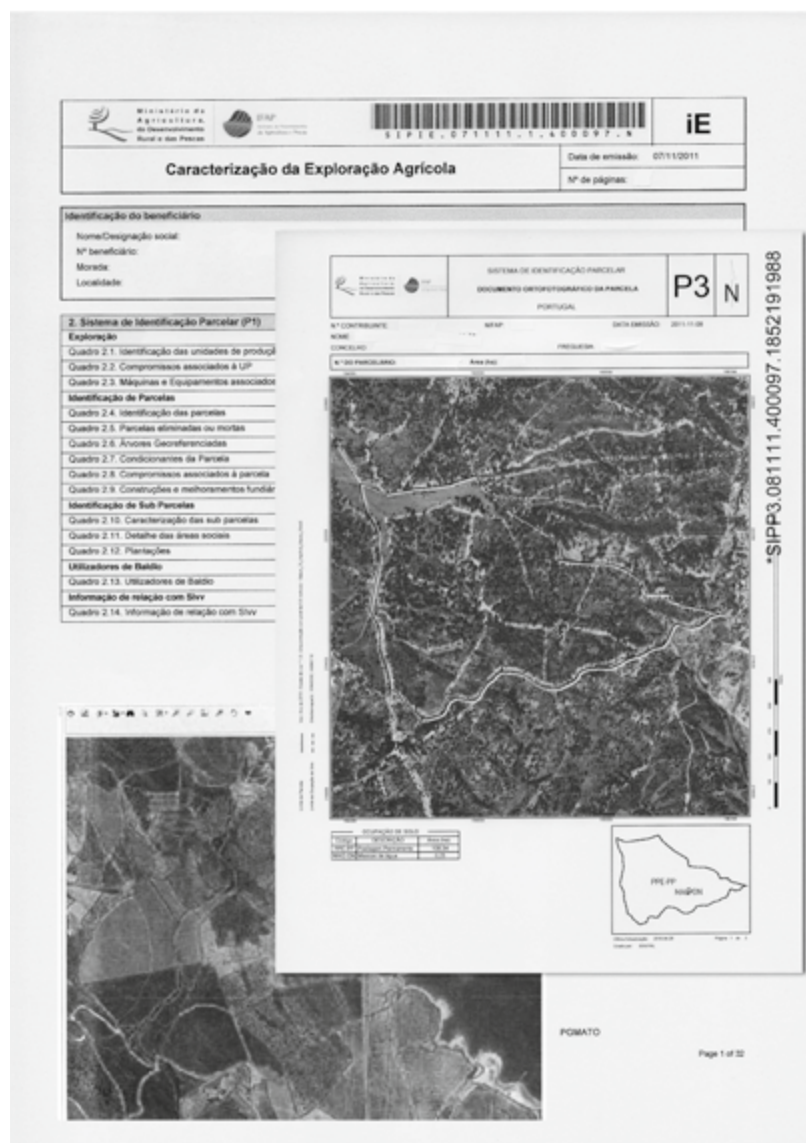 Ministério da
Agricultura,
do Desenvolvimento
Rural e das Pescas
IFAP
SIPIE.071111.1.400097.N
iE
Caracterização da Exploração Agrícola
Data de emissão: 07/11/2011
Nº de páginas:
Identificação do beneficiário
Nome/Designação social:
Nº beneficiário:
Morada:
Localidade:
2. Sistema de Identificação Parcelar (P1)
Exploração
Quadro 2.1. Identificação das unidades de produçã
Quadro 2.2. Compromissos associados à UP
Quadro 2.3. Máquinas e Equipamentos associados
Identificação de Parcelas
Quadro 2.4. Identificação das parcelas
Quadro 2.5. Parcelas eliminadas ou mortas
Quadro 2.6. Árvores Georeferenciadas
Quadro 2.7. Condicionantes da Parcela
Quadro 2.8. Compromissos associados à parcela
Quadro 2.9. Construções e melhoramentos fundiár
Identificação de Sub Parcelas
Quadro 2.10. Caracterização das sub parcelas
Quadro 2.11. Detalhe das áreas sociais
Quadro 2.12. Plantações
Utilizadores de Baldio
Quadro 2.13. Utilizadores de Baldio
Informação de relação com SIvv
Quadro 2.14. Informação de relação com SIvv
SISTEMA DE IDENTIFICAÇÃO PARCELAR
DOCUMENTO ORTOFOTOGRÁFICO DA PARCELA
PORTUGAL
P3
N
N.º CONTRIBUINTE:
NIFAP:
DATA EMISSÃO: 2011-11-08
NOME:
CONCELHO:
FREGUESIA:
N.º DO PARCELÁRIO:
Área (ha):
*SIPP3.081111.400097.1852191988
OCUPAÇÃO DE SOLO
PPE-PP
PGMATO
Page 1 of 32